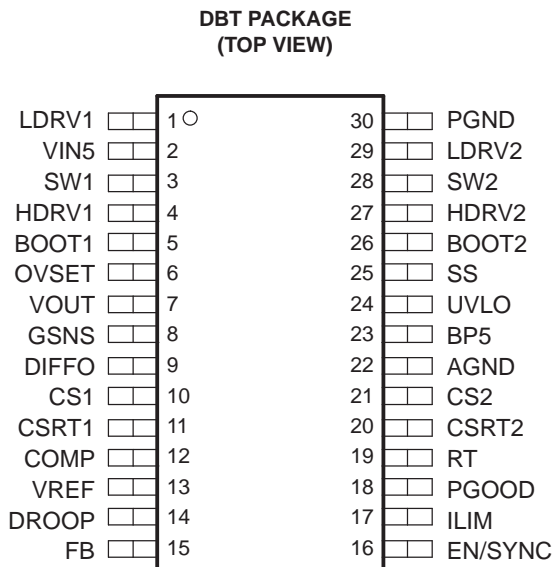 DBT PACKAGE
(TOP VIEW)
LDRV1 1 30 PGND
VIN5 2 29 LDRV2
SW1 3 28 SW2
HDRV1 4 27 HDRV2
BOOT1 5 26 BOOT2
OVSET 6 25 SS
VOUT 7 24 UVLO
GSNS 8 23 BP5
DIFFO 9 22 AGND
CS1 10 21 CS2
CSRT1 11 20 CSRT2
COMP 12 19 RT
VREF 13 18 PGOOD
DROOP 14 17 ILIM
FB 15 16 EN/SYNC